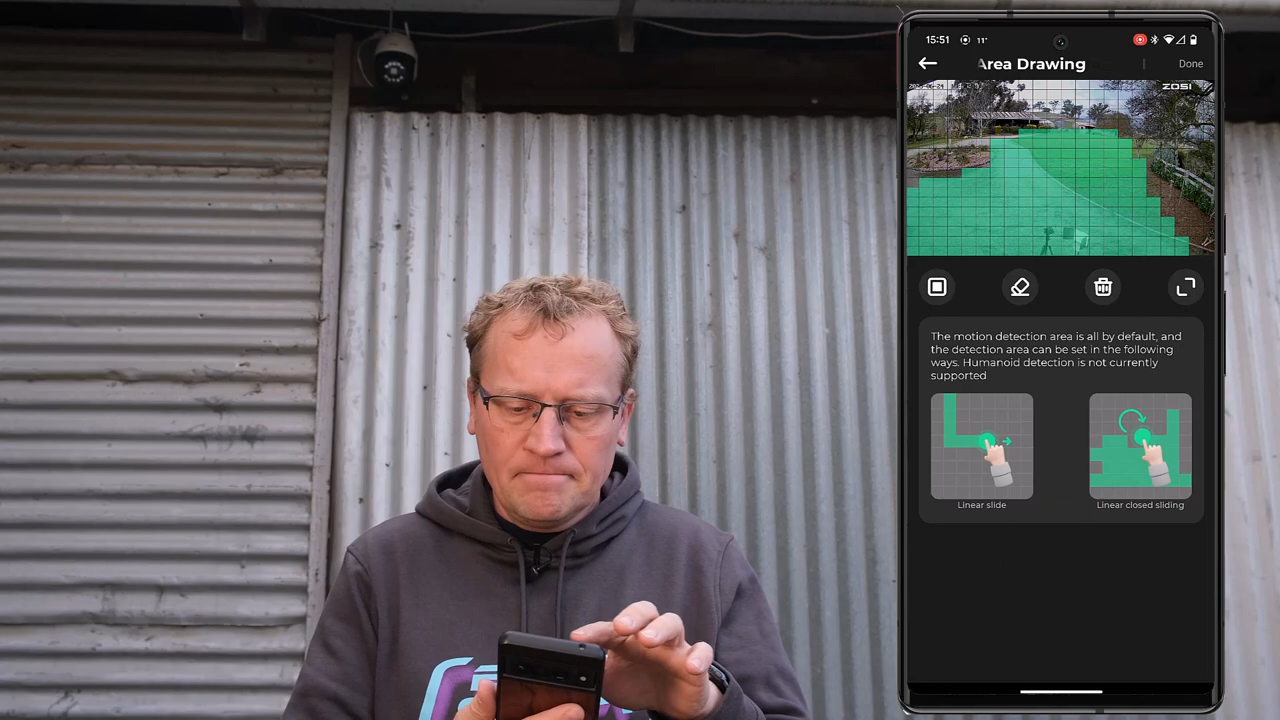 15:51 11°
Area Drawing
Done
ZOSI
The motion detection area is all by default, and
the detection area can be set in the following
ways. Humanoid detection is not currently
supported
Linear slide
Linear closed sliding